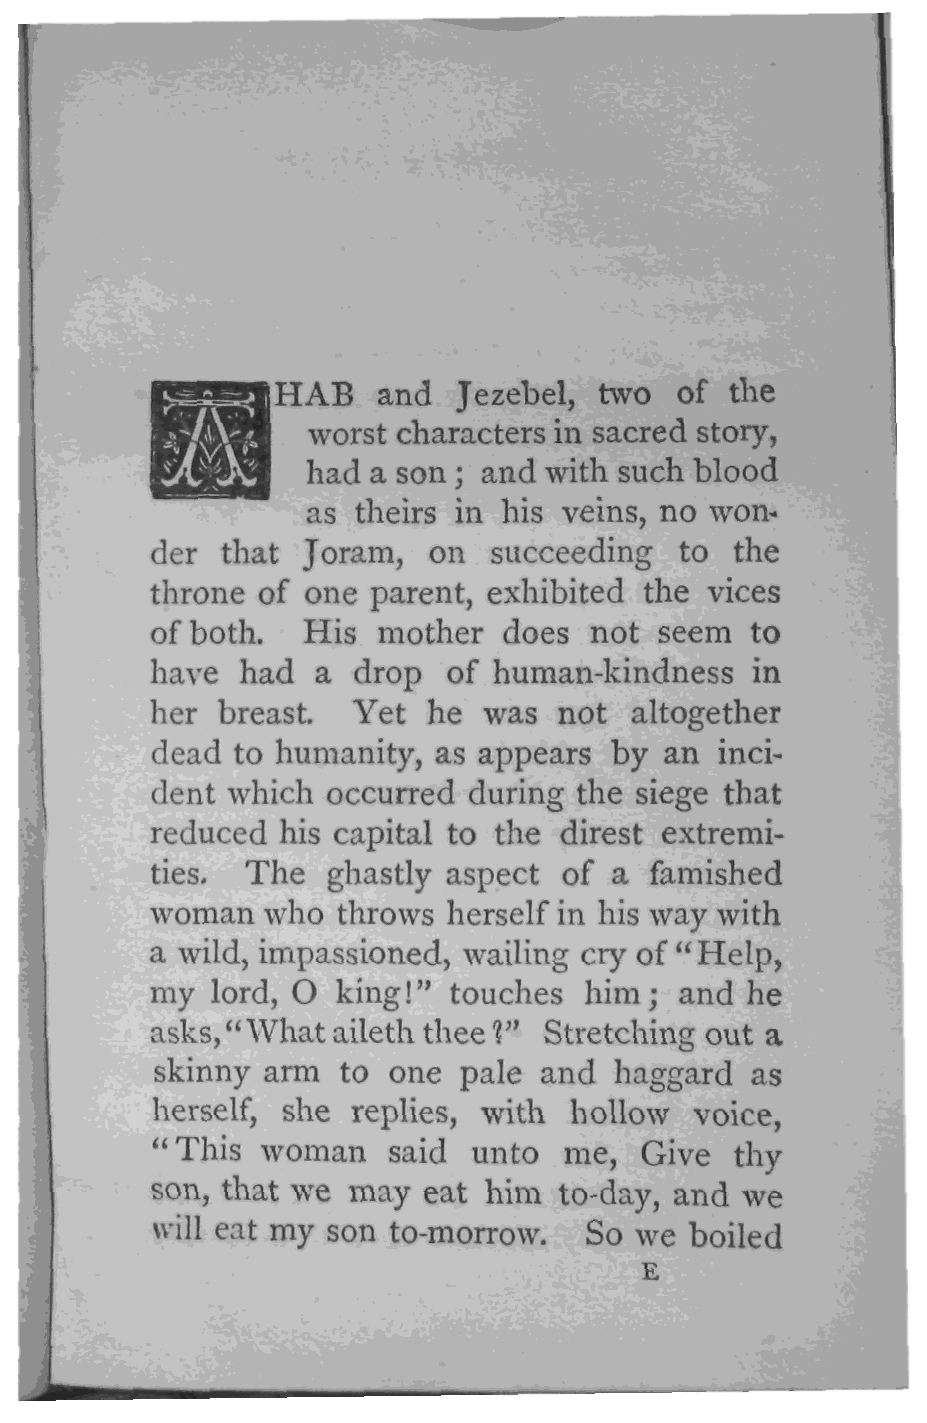 AHAB and Jezebel, two of the
worst characters in sacred story,
had a son; and with such blood
as theirs in his veins, no won-
der that Joram, on succeeding to the
throne of one parent, exhibited the vices
of both. His mother does not seem to
have had a drop of human-kindness in
her breast. Yet he was not altogether
dead to humanity, as appears by an inci-
dent which occurred during the siege that
reduced his capital to the direst extremi-
ties. The ghastly aspect of a famished
woman who throws herself in his way with
a wild, impassioned, wailing cry of "Help,
my lord, O king!" touches him; and he
asks, "What aileth thee?" Stretching out a
skinny arm to one pale and haggard as
herself, she replies, with hollow voice,
"This woman said unto me, Give thy
son, that we may eat him to-day, and we
will eat my son to-morrow. So we boiled
E